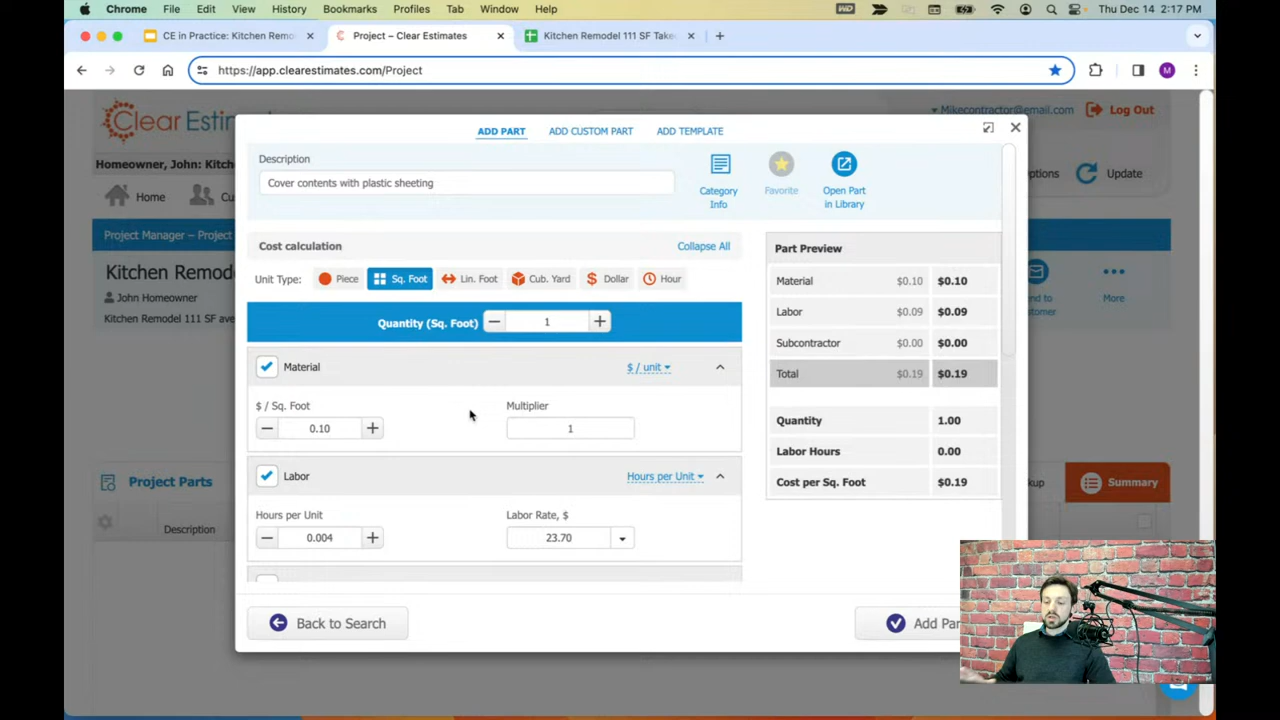 Chrome File Edit View History Bookmarks Profiles Tab Window Help Thu Dec 14 2:17 PM
CE in Practice: Kitchen Remo Project – Clear Estimates Kitchen Remodel 111 SF Take
https://app.clearestimates.com/Project M
Clear Estim Mikecontractor@email.com Log Out
ADD PART ADD CUSTOM PART ADD TEMPLATE
Homeowner, John: Kitch
Description
Cover contents with plastic sheeting
Category Info
Favorite
Open Part in Library
ptions Update
Home Cu
Project Manager – Project
Cost calculation Collapse All
Part Preview
Kitchen Remode
John Homeowner
Kitchen Remodel 111 SF ave
Unit Type: Piece Sq. Foot Lin. Foot Cub. Yard Dollar Hour
Material $0.10 $0.10
nd to
tomer
More
Quantity (Sq. Foot) 1
Labor $0.09 $0.09
Subcontractor $0.00 $0.00
Material $ / unit
Total $0.19 $0.19
$ / Sq. Foot Multiplier
0.10 1
Quantity 1.00
Labor Hours 0.00
Labor Hours per Unit
Cost per Sq. Foot $0.19
Project Parts kup Summary
Hours per Unit Labor Rate, $
0.004 23.70
Description
Back to Search Add Par